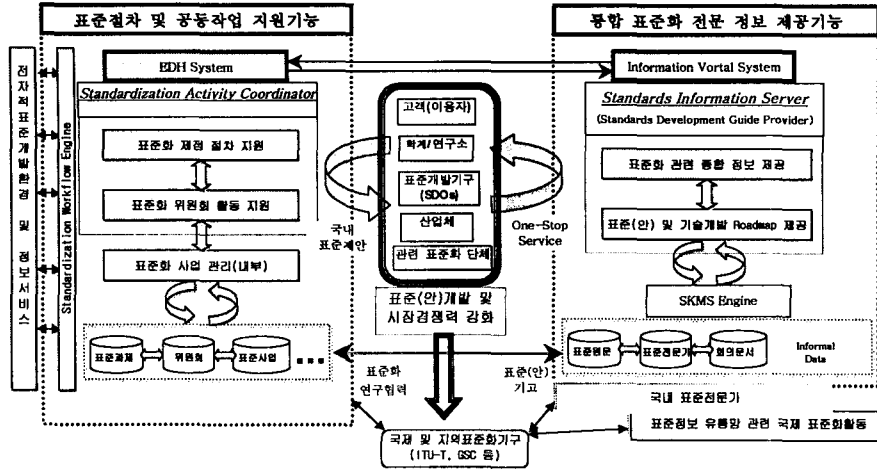 표준절차 및 공동작업 지원기능
통합 표준화 전문 정보 제공기능
전자적표준개발환경 및 정보서비스
Standardization Workflow Engine
EDH System
Standardization Activity Coordinator
표준화 제정 절차 지원
표준화 위원회 활동 지원
표준화 사업 관리(내부)
표준과제
위원회
표준사업
고객(이용자)
학계/연구소
표준개발기구
(SDOs)
산업체
관련 표준화 단체
국내
표준제안
One-Stop
Service
표준(안)개발 및
시장경쟁력 강화
Information Vortal System
Standards Information Server
(Standards Development Guide Provider)
표준화 관련 통합 정보 제공
표준(안) 및 기술개발 Roadmap 제공
SKMS Engine
표준원문
표준전문가
회의문서
Informal
Data
표준화
연구협력
표준(안)
기고
국내 표준전문가
표준정보 유통망 관련 국제 표준화활동
국제 및 지역표준화기구
(ITU-T, GSC 등)